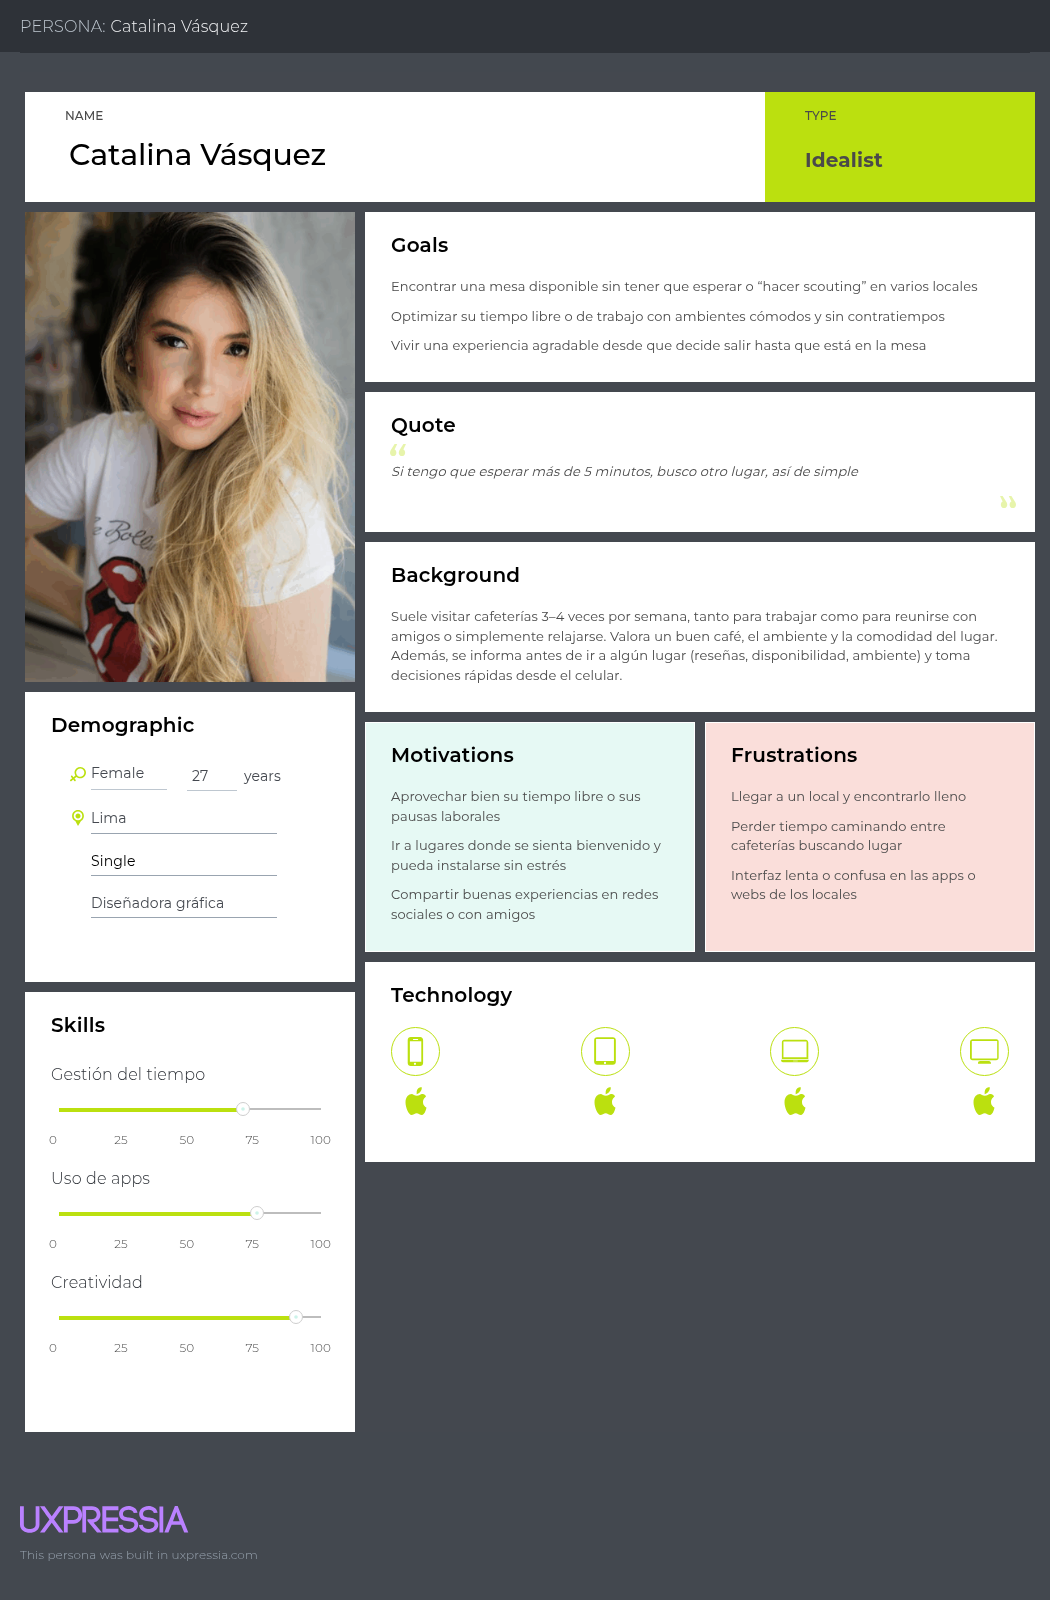 PERSONA: Catalina Vásquez
NAME
Catalina Vásquez
TYPE
Idealist
Goals
Encontrar una mesa disponible sin tener que esperar o “hacer scouting” en varios locales
Optimizar su tiempo libre o de trabajo con ambientes cómodos y sin contratiempos
Vivir una experiencia agradable desde que decide salir hasta que está en la mesa
Quote
“
Si tengo que esperar más de 5 minutos, busco otro lugar, así de simple
”
Background
Suele visitar cafeterías 3–4 veces por semana, tanto para trabajar como para reunirse con
amigos o simplemente relajarse. Valora un buen café, el ambiente y la comodidad del lugar.
Además, se informa antes de ir a algún lugar (reseñas, disponibilidad, ambiente) y toma
decisiones rápidas desde el celular.
Demographic
Female 27 years
Lima
Single
Diseñadora gráfica
Motivations
Aprovechar bien su tiempo libre o sus
pausas laborales
Ir a lugares donde se sienta bienvenido y
pueda instalarse sin estrés
Compartir buenas experiencias en redes
sociales o con amigos
Frustrations
Llegar a un local y encontrarlo lleno
Perder tiempo caminando entre
cafeterías buscando lugar
Interfaz lenta o confusa en las apps o
webs de los locales
Technology
Skills
Gestión del tiempo
0 25 50 75 100
Uso de apps
0 25 50 75 100
Creatividad
0 25 50 75 100
UXPRESSIA
This persona was built in uxpressia.com